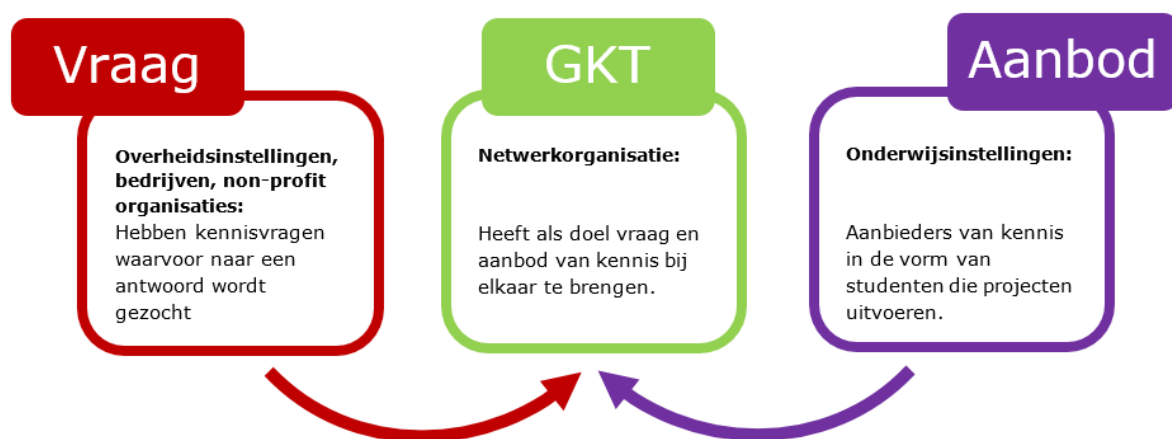 Vraag
Overheidsinstellingen,
bedrijven, non-profit
organisaties:
Hebben kennisvragen
waarvoor naar een
antwoord wordt
gezocht
GKT
Netwerkorganisatie:
Heeft als doel vraag en
aanbod van kennis bij
elkaar te brengen.
Aanbod
Onderwijsinstellingen:
Aanbieders van kennis
in de vorm van
studenten die projecten
uitvoeren.